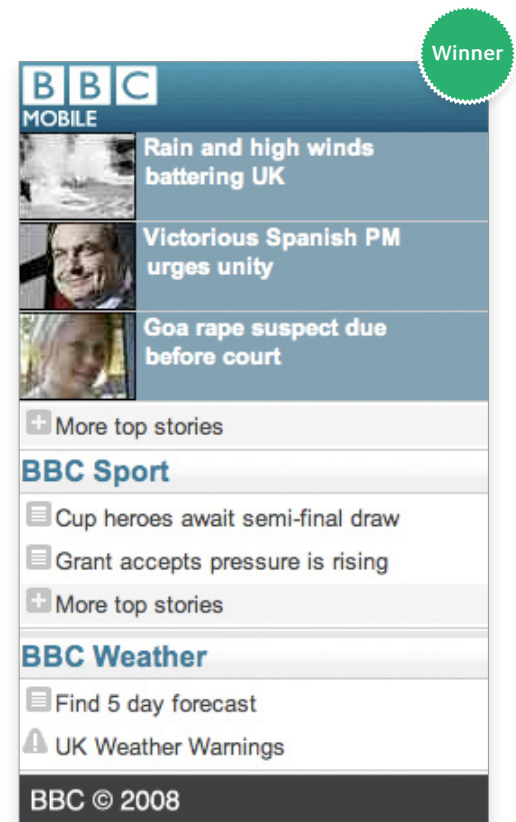 Winner
BBC
MOBILE
Rain and high winds
battering UK
Victorious Spanish PM
urges unity
Goa rape suspect due
before court
More top stories
BBC Sport
Cup heroes await semi-final draw
Grant accepts pressure is rising
More top stories
BBC Weather
Find 5 day forecast
UK Weather Warnings
BBC © 2008